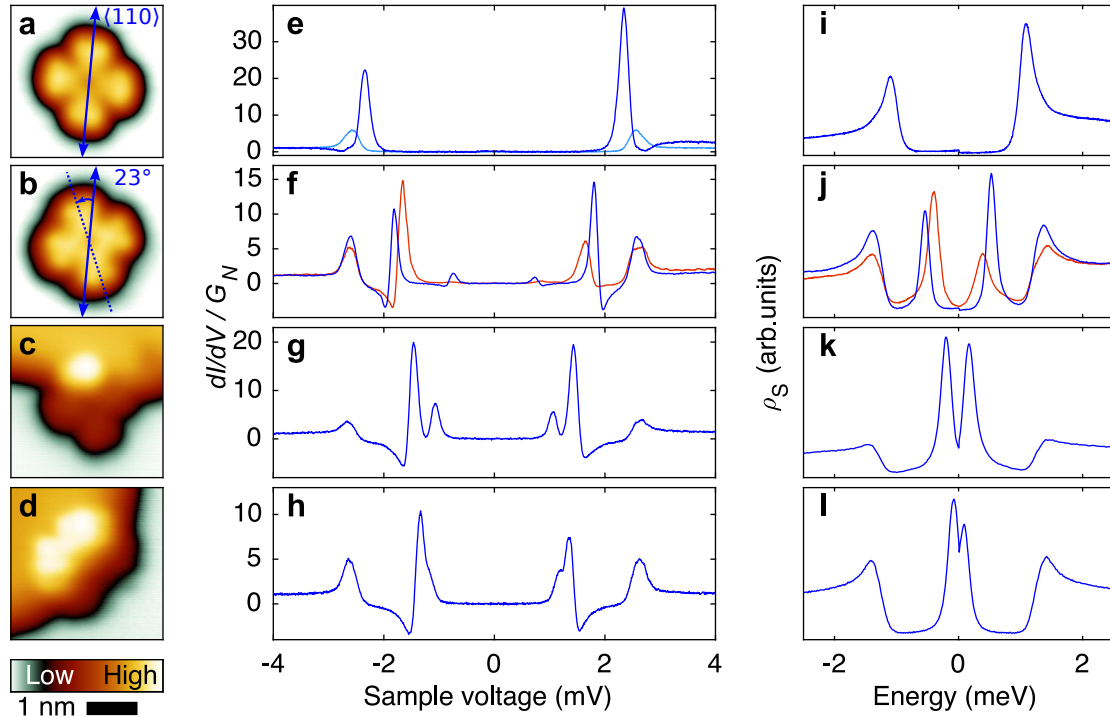 a
⟨110⟩
b
23°
c
d
Low High
1 nm
e
40
30
20
10
0
f
15
10
5
0
g
20
10
0
h
10
5
0
dI/dV / G_N
-4 -2 0 2 4
Sample voltage (mV)
i
j
k
l
ρ_S (arb.units)
-2 0 2
Energy (meV)